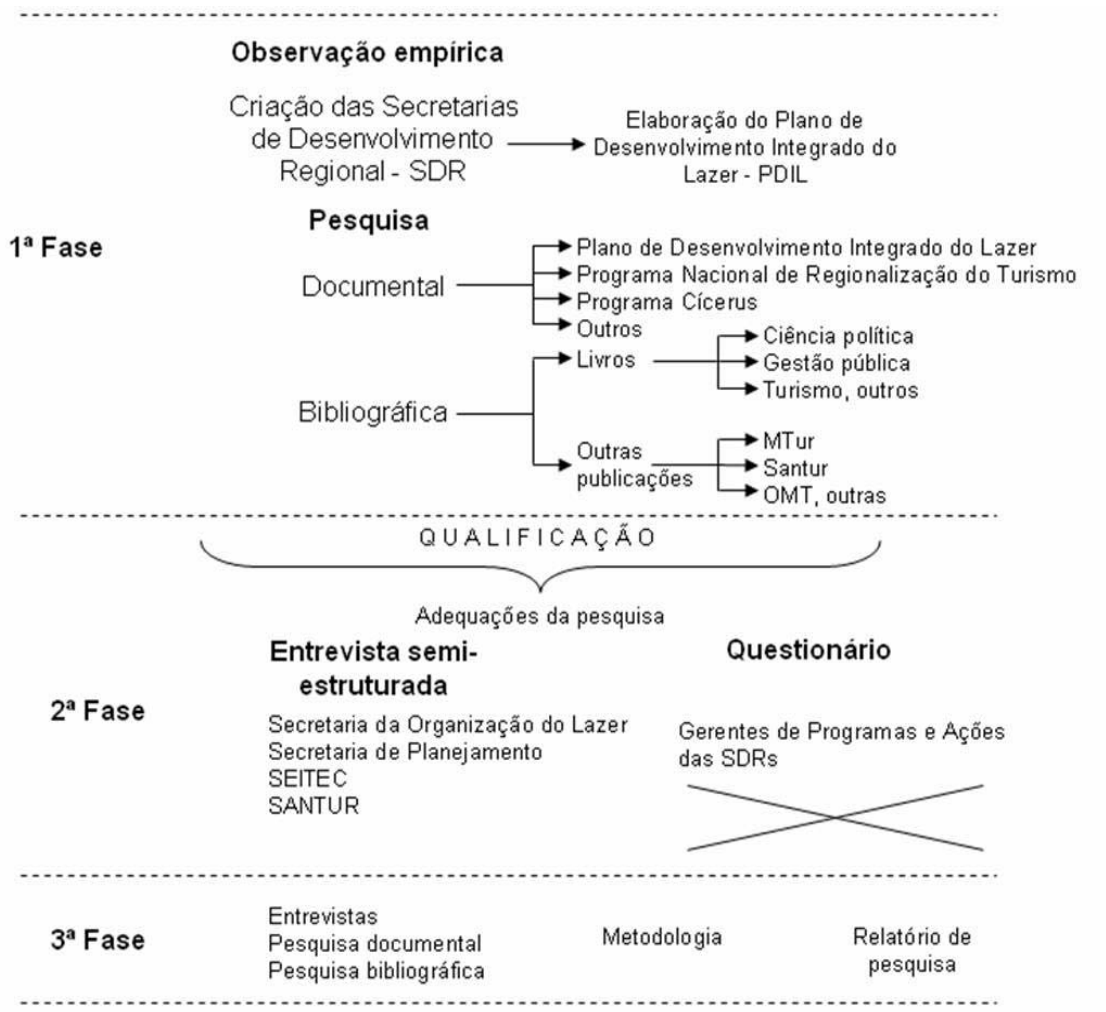 Observação empírica
Criação das Secretarias
de Desenvolvimento
Regional - SDR
Elaboração do Plano de
Desenvolvimento Integrado do
Lazer - PDIL
1ª Fase
Pesquisa
Documental
Plano de Desenvolvimento Integrado do Lazer
Programa Nacional de Regionalização do Turismo
Programa Cícerus
Outros
Bibliográfica
Livros
Ciência política
Gestão pública
Turismo, outros
Outras
publicações
MTur
Santur
OMT, outras
QUALIFICAÇÃO
Adequações da pesquisa
2ª Fase
Entrevista semi-
estruturada
Secretaria da Organização do Lazer
Secretaria de Planejamento
SEITEC
SANTUR
Questionário
Gerentes de Programas e Ações
das SDRs
3ª Fase
Entrevistas
Pesquisa documental
Pesquisa bibliográfica
Metodologia
Relatório de
pesquisa